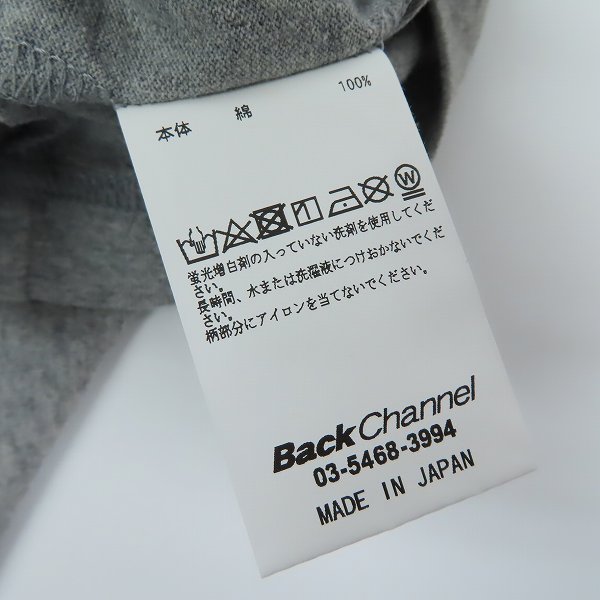 本体 綿 100%
W
蛍光増白剤の入っていない洗剤を使用してくだ
さい。
長時間、水または洗濯液につけおかないでくだ
さい。
柄部分にアイロンを当てないでください。
Back Channel
03-5468-3994
MADE IN JAPAN